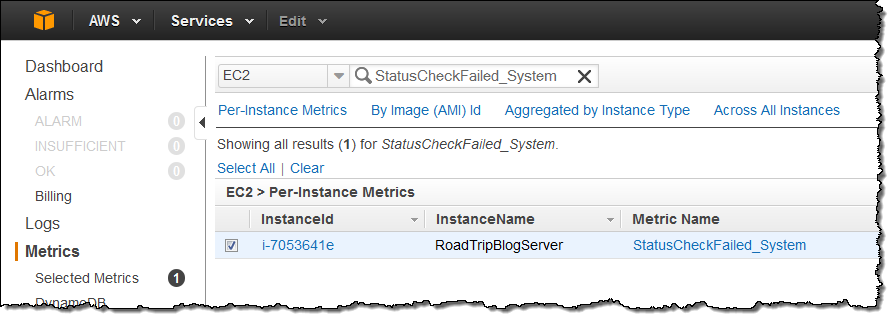 AWS Services Edit
Dashboard
Alarms
ALARM 0
INSUFFICIENT 0
OK 0
Billing
Logs
Metrics
Selected Metrics 1
DynamoDB
EC2 StatusCheckFailed_System
Per-Instance Metrics By Image (AMI) Id Aggregated by Instance Type Across All Instances
Showing all results (1) for StatusCheckFailed_System.
Select All | Clear
EC2 > Per-Instance Metrics
InstanceId InstanceName Metric Name
i-7053641e RoadTripBlogServer StatusCheckFailed_System